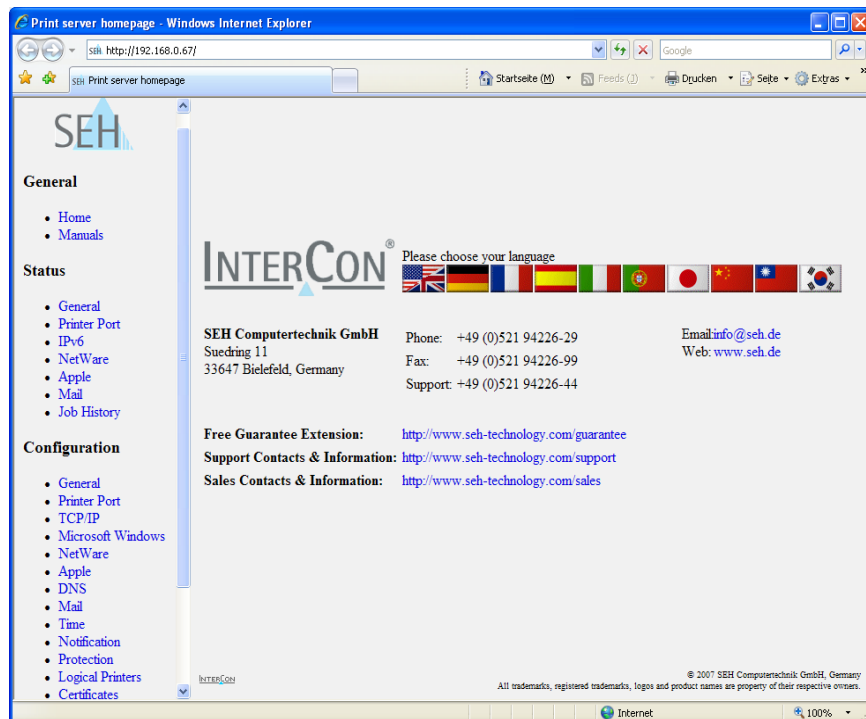 Print server homepage - Windows Internet Explorer
SEH http://192.168.0.67/
Google
SEH Print server homepage
Startseite (M)
Feeds (J)
Drucken
Seite
Extras
»
SEH
General
Home
Manuals
Status
General
Printer Port
IPv6
NetWare
Apple
Mail
Job History
Configuration
General
Printer Port
TCP/IP
Microsoft Windows
NetWare
Apple
DNS
Mail
Time
Notification
Protection
Logical Printers
Certificates
INTERCON®
Please choose your language
SEH Computertechnik GmbH
Suedring 11
33647 Bielefeld, Germany
Phone: +49 (0)521 94226-29
Fax: +49 (0)521 94226-99
Support: +49 (0)521 94226-44
Email:info@seh.de
Web: www.seh.de
Free Guarantee Extension: http://www.seh-technology.com/guarantee
Support Contacts & Information: http://www.seh-technology.com/support
Sales Contacts & Information: http://www.seh-technology.com/sales
INTERCON
© 2007 SEH Computertechnik GmbH, Germany
All trademarks, registered trademarks, logos and product names are property of their respective owners.
Internet
100%